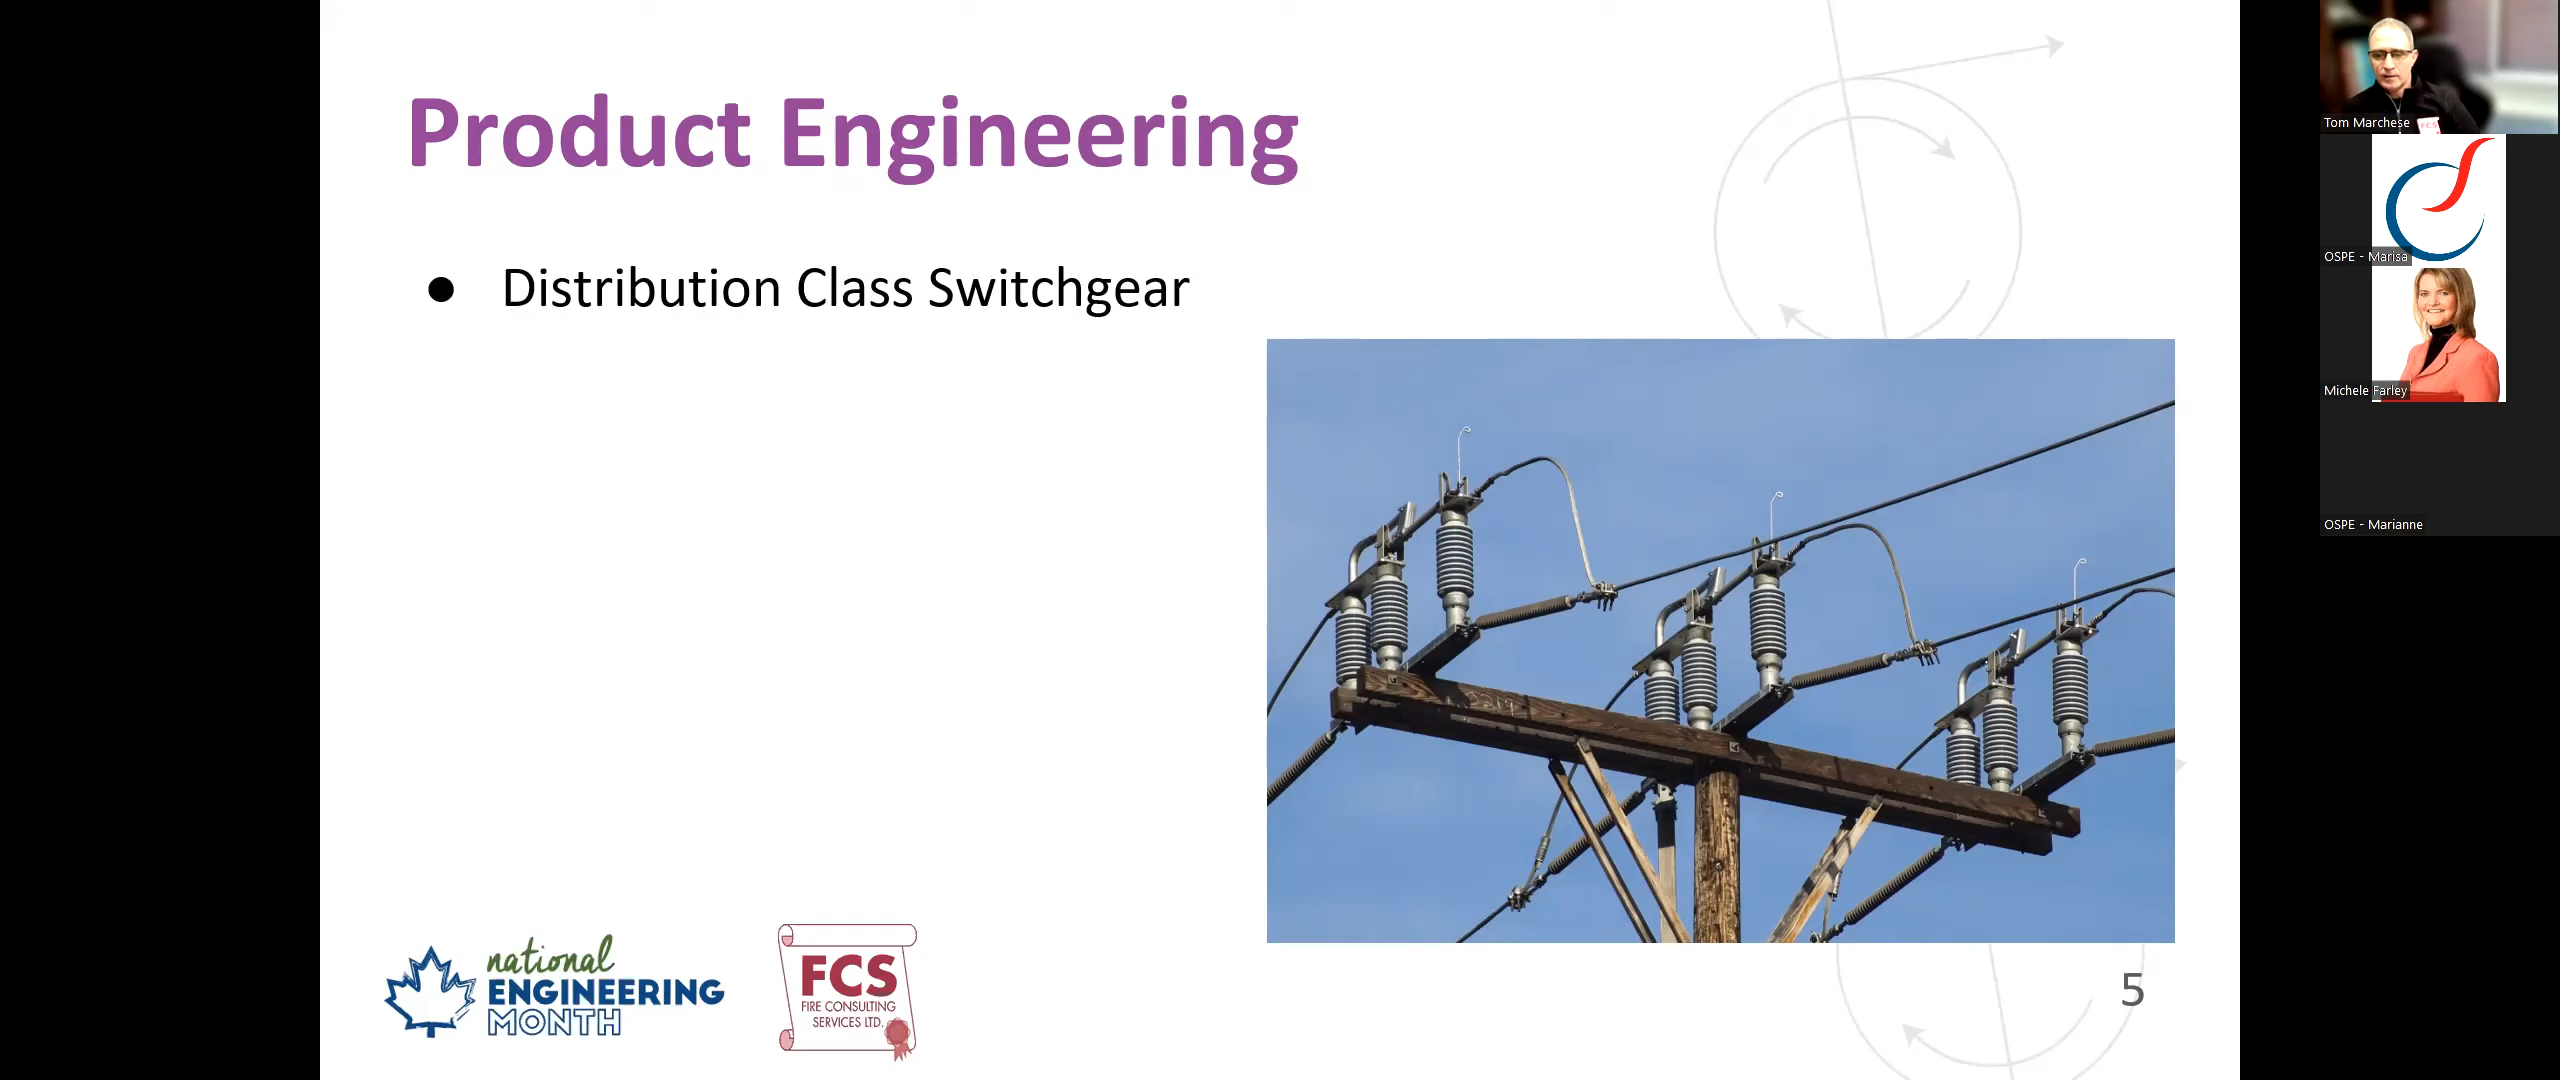 Product Engineering
● Distribution Class Switchgear
national
ENGINEERING
MONTH
FCS
FIRE CONSULTING
SERVICES LTD.
5
Tom Marchese
FCS
OSPE - Marisa
Michele Farley
OSPE - Marianne